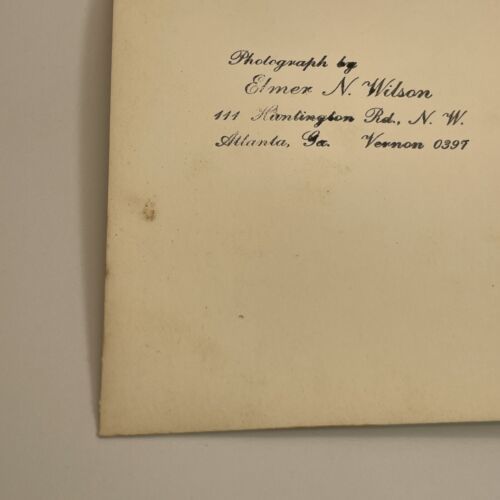 Photograph by
Elmer N. Wilson
111 Huntington Rd., N. W.
Atlanta, Ga. Vernon 0397